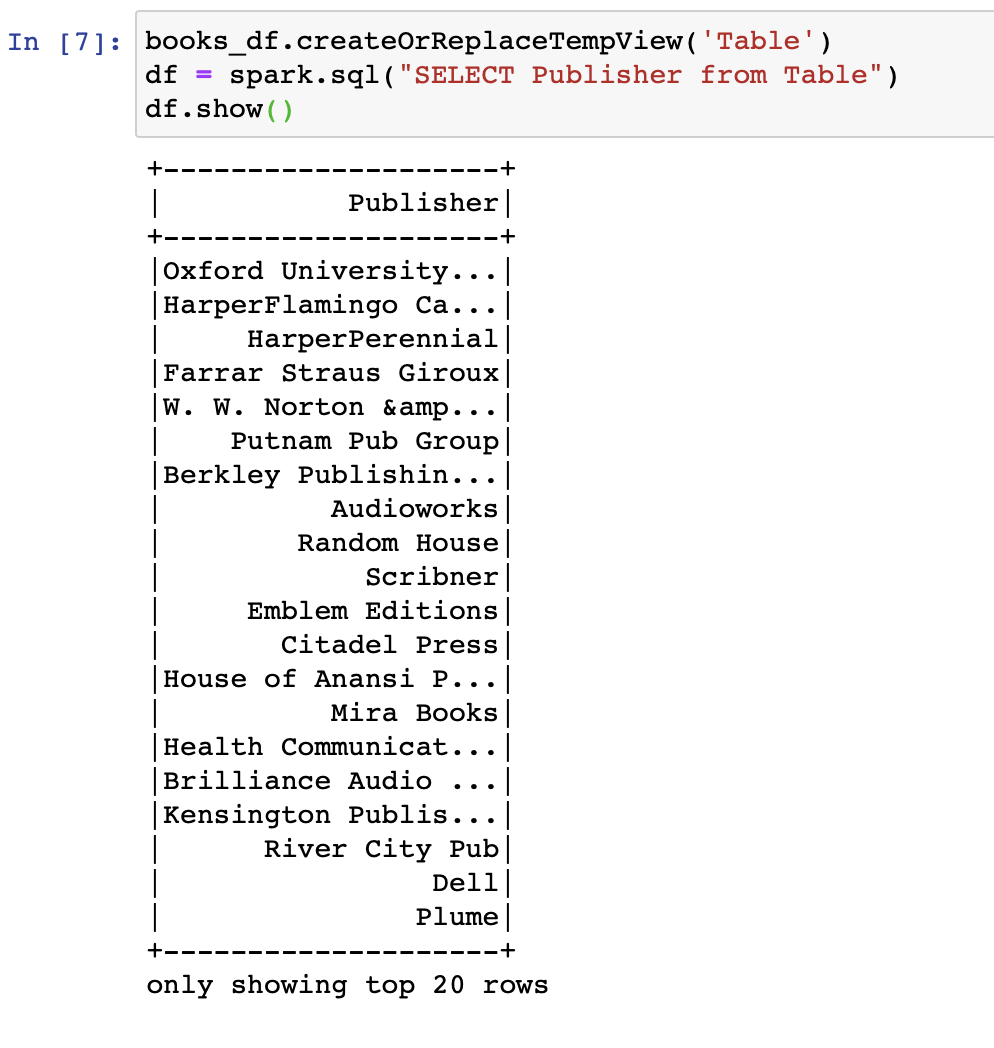 In [7]: books_df.createOrReplaceTempView('Table')
df = spark.sql("SELECT Publisher from Table")
df.show()
+--------------------+
|           Publisher|
+--------------------+
|Oxford University...|
|HarperFlamingo Ca...|
|     HarperPerennial|
|Farrar Straus Giroux|
|W. W. Norton &amp;amp...|
|    Putnam Pub Group|
|Berkley Publishin...|
|          Audioworks|
|        Random House|
|            Scribner|
|     Emblem Editions|
|       Citadel Press|
|House of Anansi P...|
|          Mira Books|
|Health Communicat...|
|Brilliance Audio ...|
|Kensington Publis...|
|      River City Pub|
|                Dell|
|               Plume|
+--------------------+
only showing top 20 rows